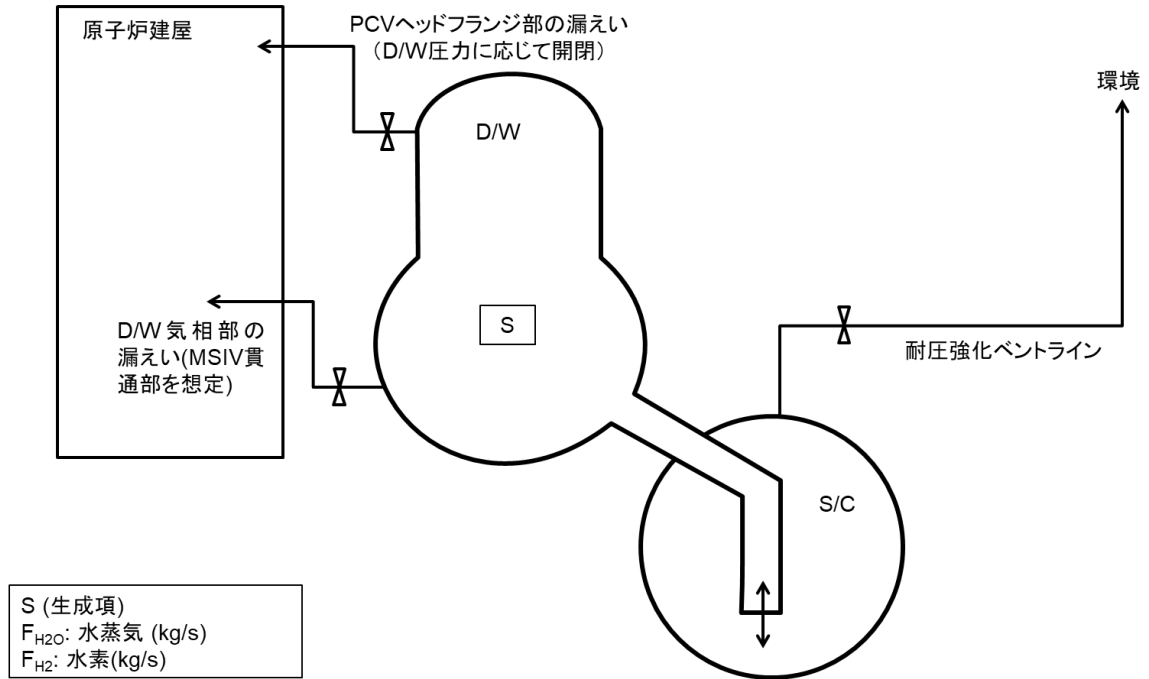 原子炉建屋
PCVヘッドフランジ部の漏えい
（D/W圧力に応じて開閉）
環境
D/W
S
D/W気相部の
漏えい(MSIV貫
通部を想定)
耐圧強化ベントライン
S/C
S (生成項)
FH2O: 水蒸気 (kg/s)
FH2: 水素(kg/s)